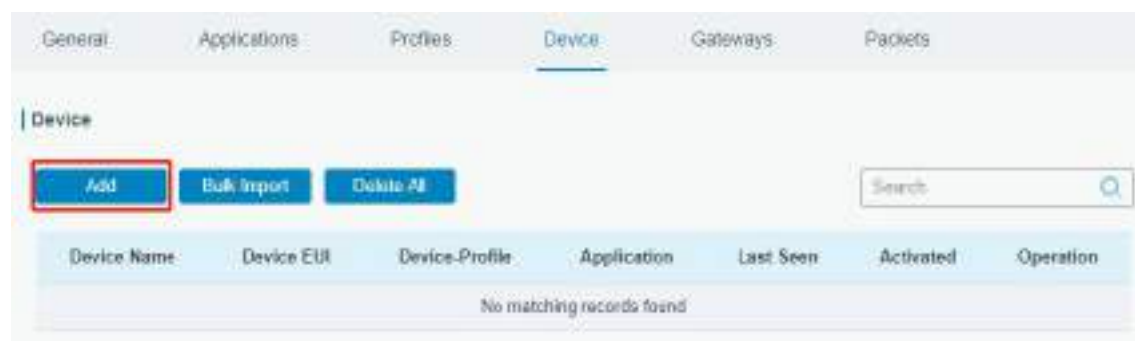 General Applications Profiles Device Gateways Packets
Device
Add Bulk Import Delete All Search
Device Name Device EUI Device-Profile Application Last Seen Activated Operation
No matching records found